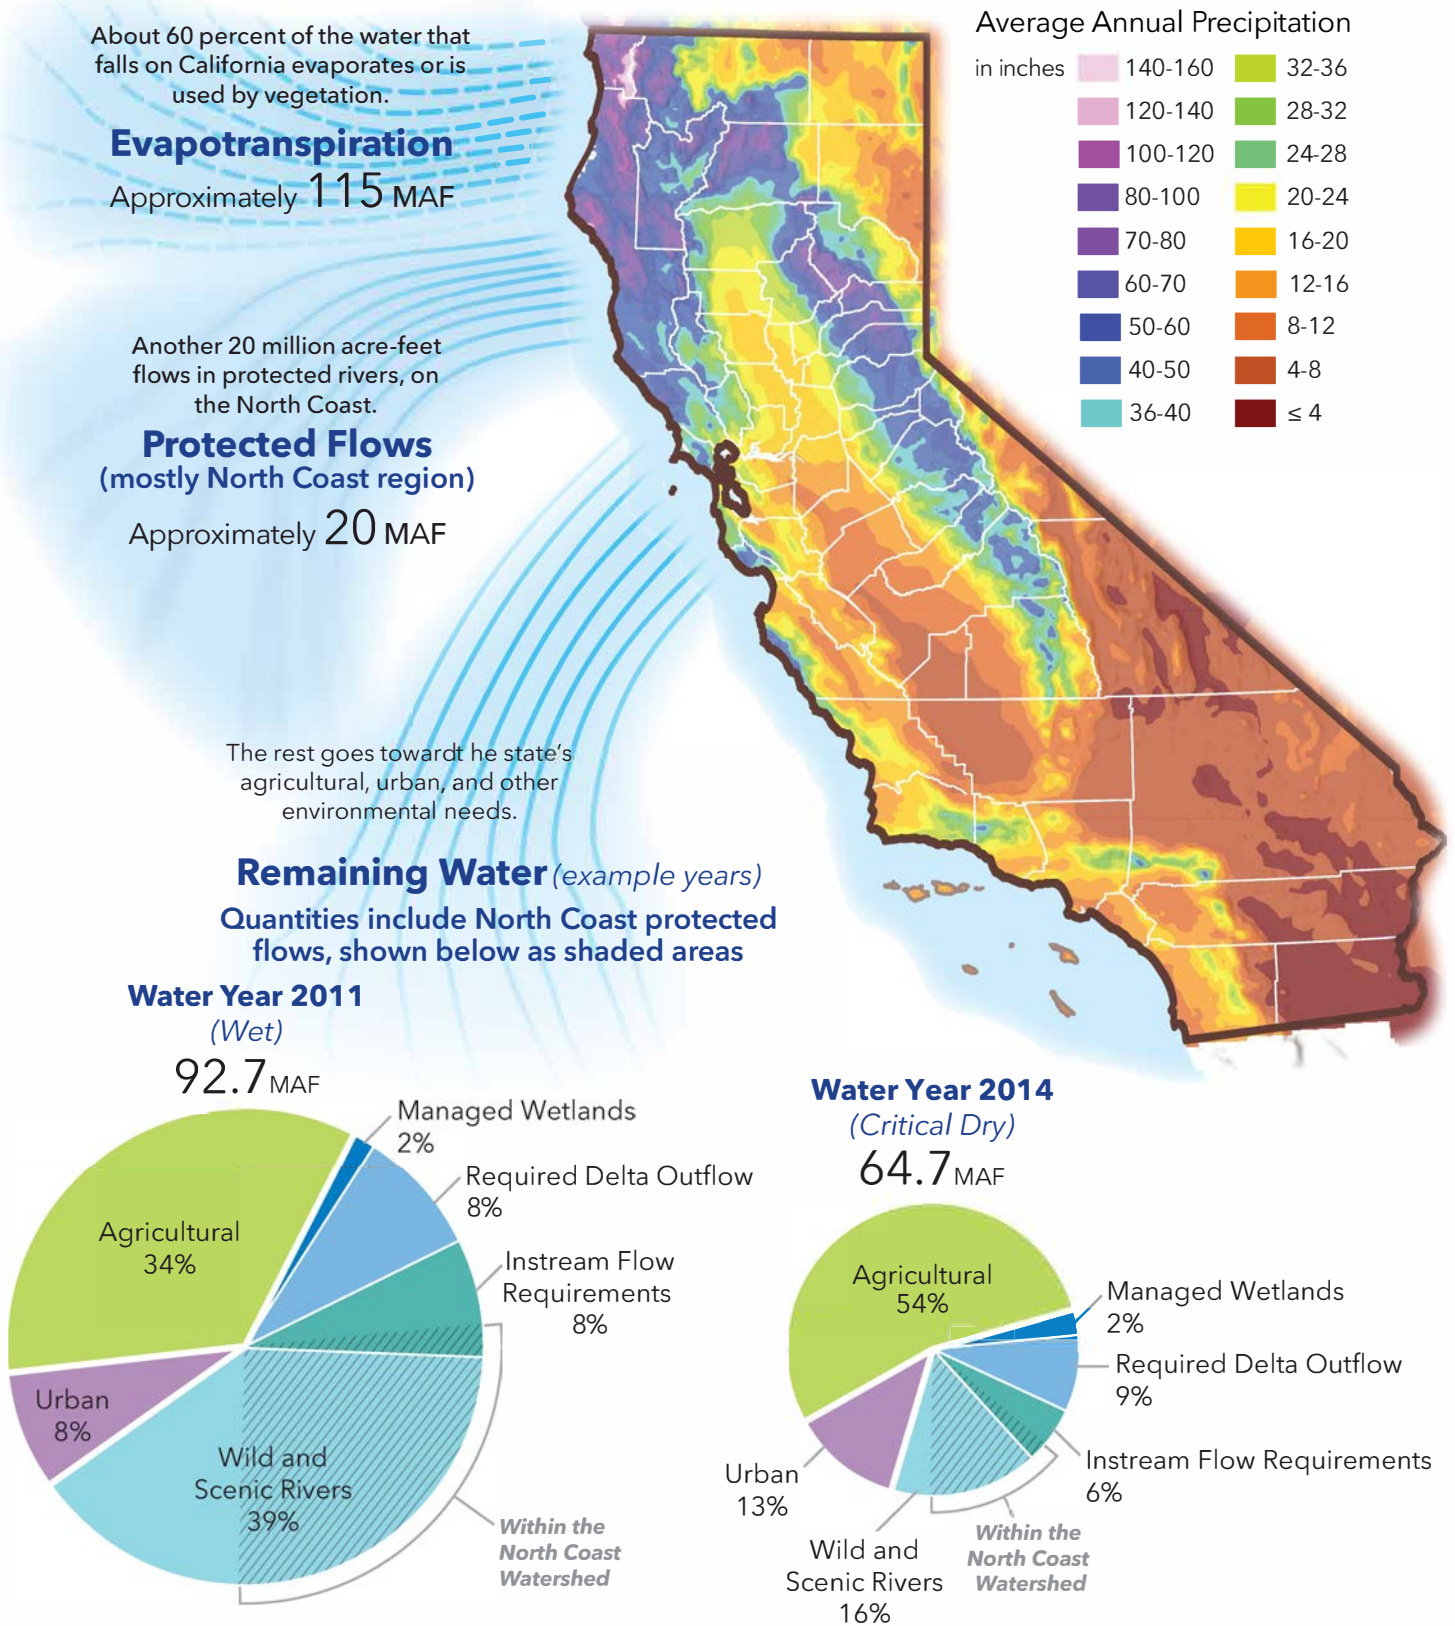 About 60 percent of the water that
falls on California evaporates or is
used by vegetation.
Evapotranspiration
Approximately 115 MAF
Another 20 million acre-feet
flows in protected rivers, on
the North Coast.
Protected Flows
(mostly North Coast region)
Approximately 20 MAF
The rest goes towardt he state's
agricultural, urban, and other
environmental needs.
Remaining Water (example years)
Quantities include North Coast protected
flows, shown below as shaded areas
Average Annual Precipitation
in inches
140-160
120-140
100-120
80-100
70-80
60-70
50-60
40-50
36-40
32-36
28-32
24-28
20-24
16-20
12-16
8-12
4-8
≤ 4
Water Year 2011
(Wet)
92.7 MAF
Managed Wetlands
2%
Required Delta Outflow
8%
Instream Flow
Requirements
8%
Agricultural
34%
Urban
8%
Wild and
Scenic Rivers
39%
Within the
North Coast
Watershed
Water Year 2014
(Critical Dry)
64.7 MAF
Agricultural
54%
Managed Wetlands
2%
Required Delta Outflow
9%
Instream Flow Requirements
6%
Urban
13%
Wild and
Scenic Rivers
16%
Within the
North Coast
Watershed